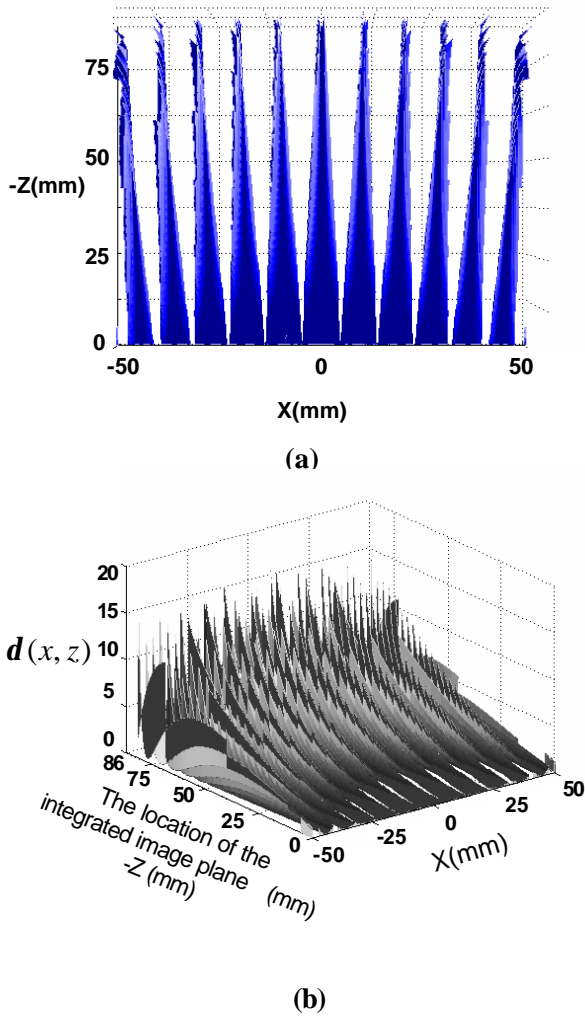 75
50
-Z(mm)
25
0
-50
0
50
X(mm)
(a)
20
15
10
d(x, z)
5
0
86
75
50
25
0
The location of the
integrated image plane (mm)
-Z (mm)
-50
-25
0
25
50
X(mm)
(b)